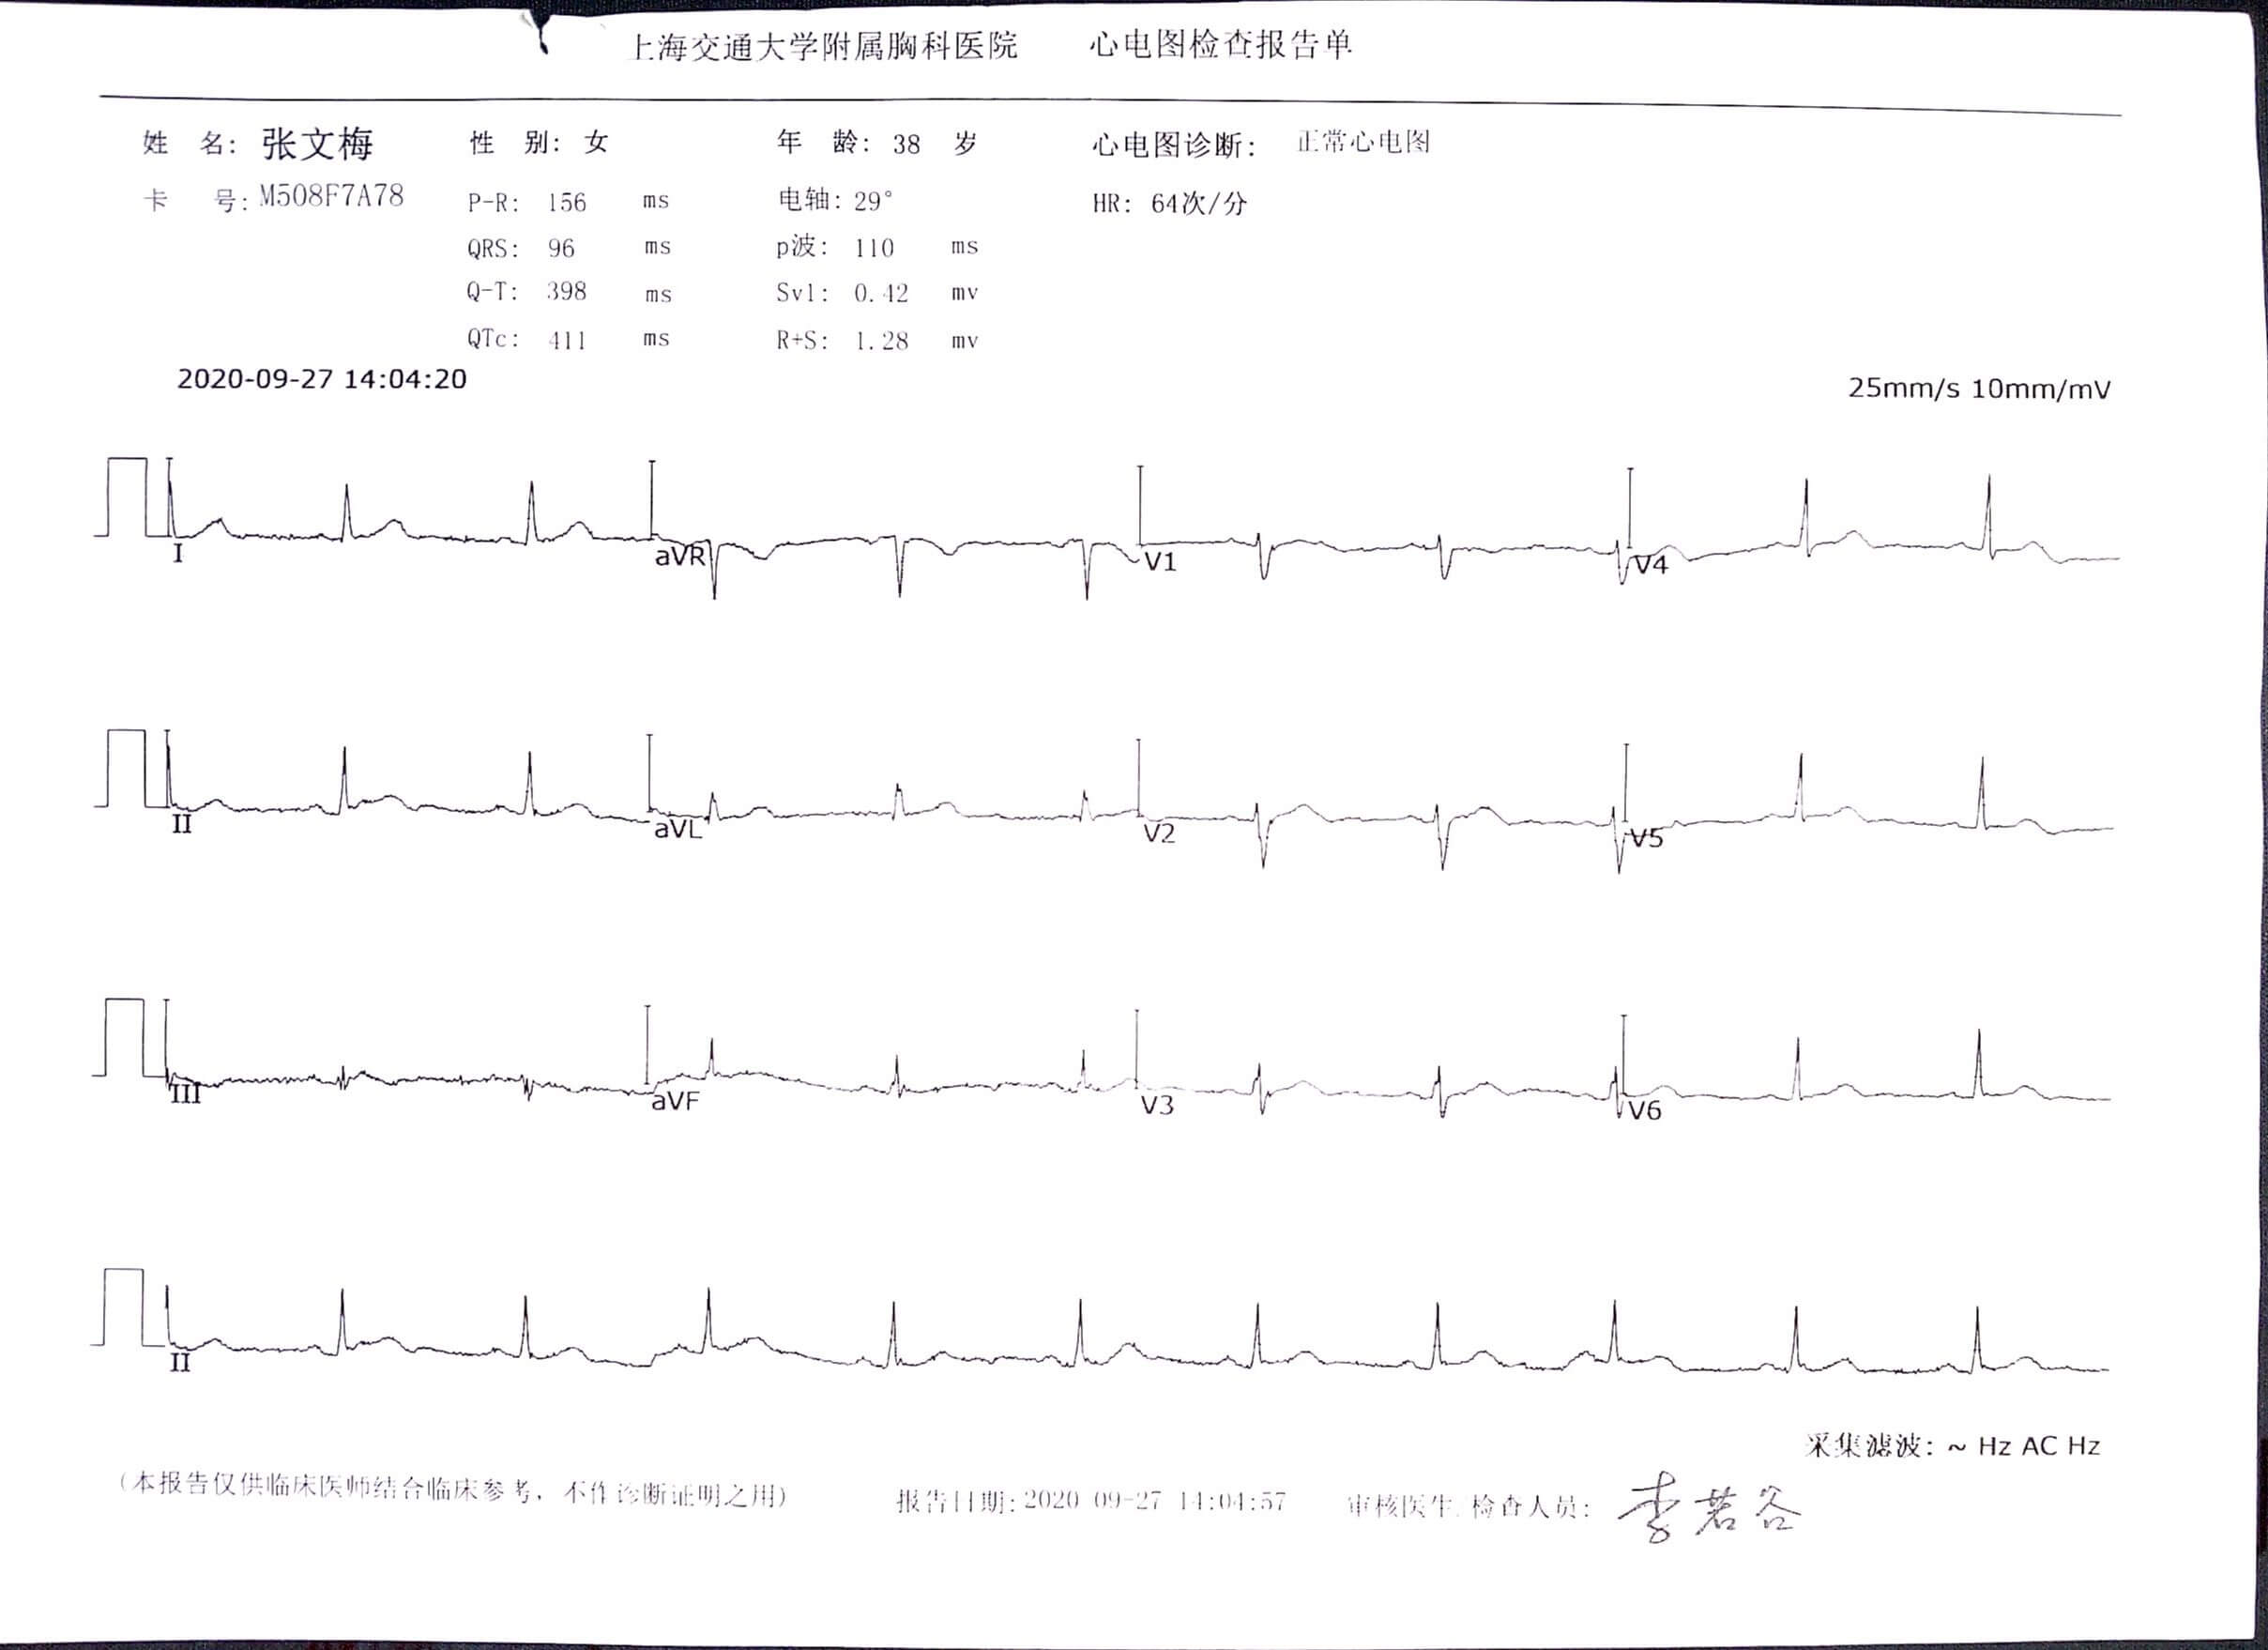 上海交通大学附属胸科医院 心电图检查报告单
姓 名: 张文梅 性 别: 女 年 龄: 38 岁 心电图诊断: 正常心电图
卡 号: M508F7A78 P-R: 156 ms 电轴: 29° HR: 64次/分
QRS: 96 ms p波: 110 ms
Q-T: 398 ms Sv1: 0.42 mv
QTc: 411 ms R+S: 1.28 mv
2020-09-27 14:04:20 25mm/s 10mm/mV
I aVR V1 V4
II aVL V2 V5
III aVF V3 V6
II
采集滤波: ~ Hz AC Hz
(本报告仅供临床医师结合临床参考, 不作诊断证明之用) 报告日期: 2020 09-27 14:04:57 审核医生 检查人员: 李若谷